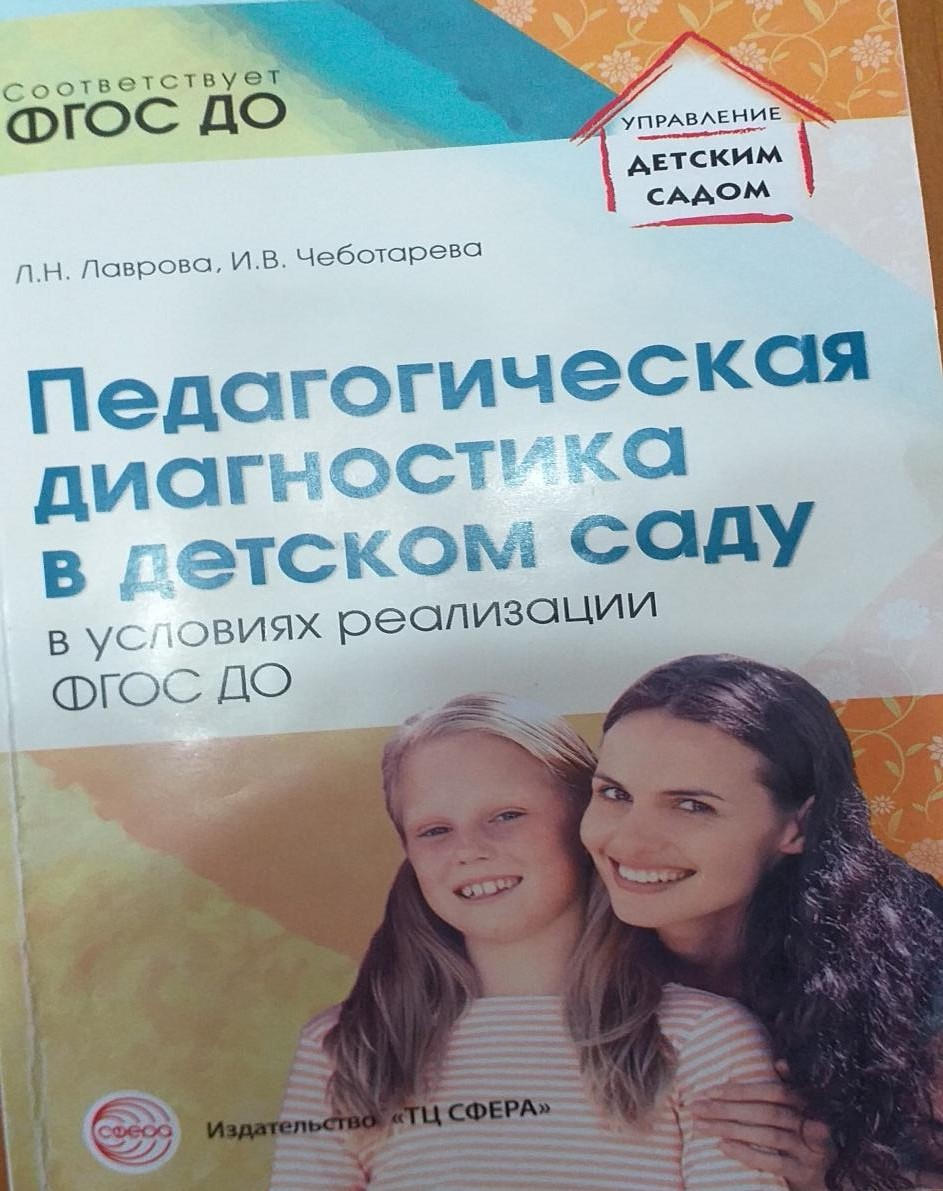 Соответствует
ФГОС ДО
УПРАВЛЕНИЕ
ДЕТСКИМ
САДОМ
Л.Н. Лаврова, И.В. Чеботарева
Педагогическая
диагностика
в детском саду
в условиях реализации
ФГОС ДО
сфера
Издательство «ТЦ СФЕРА»